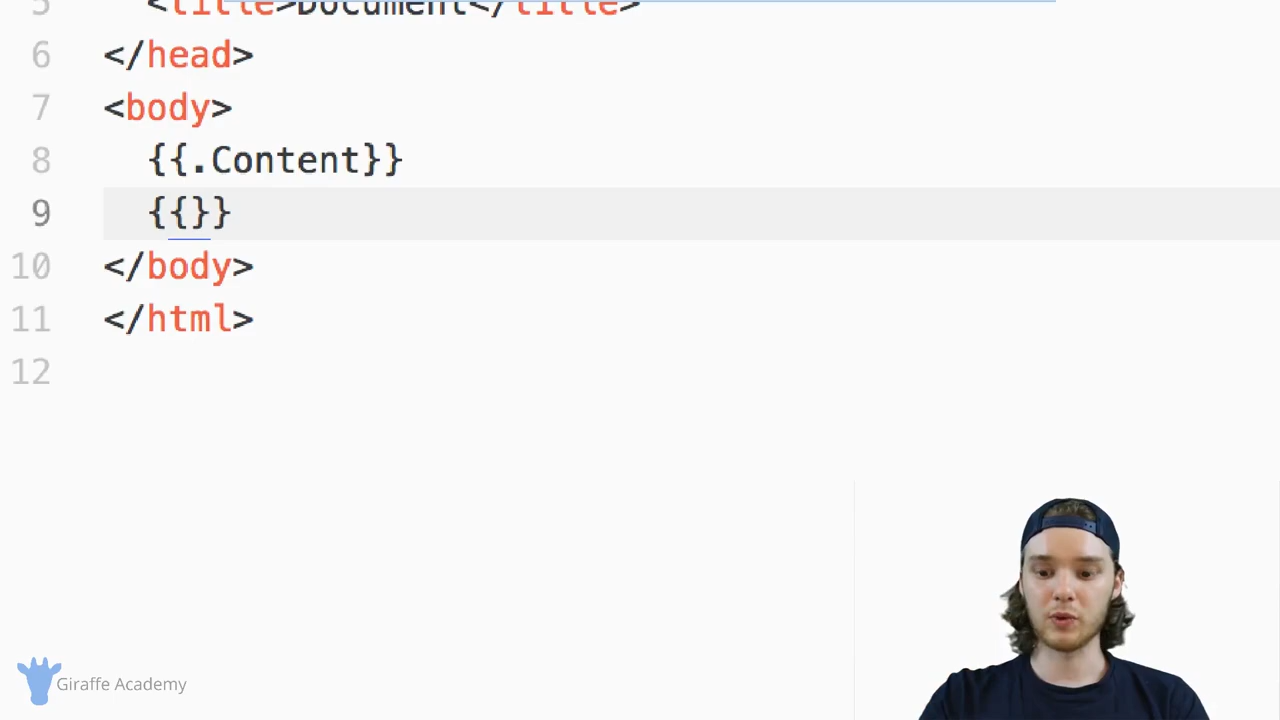 5 <title>Document</title>
6 </head>
7 <body>
8 {{.Content}}
9 {{}}
10 </body>
11 </html>
12
Giraffe Academy